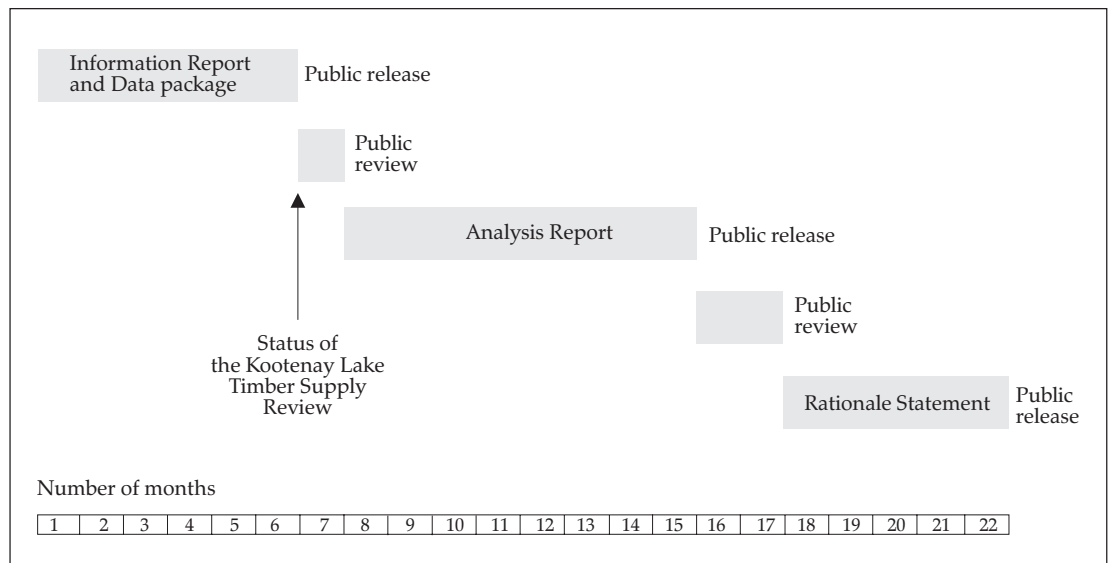 Information Report
and Data package
Public release
Public
review
Analysis Report
Public release
Public
review
Status of
the Kootenay Lake
Timber Supply
Review
Rationale Statement
Public
release
Number of months
1 2 3 4 5 6 7 8 9 10 11 12 13 14 15 16 17 18 19 20 21 22